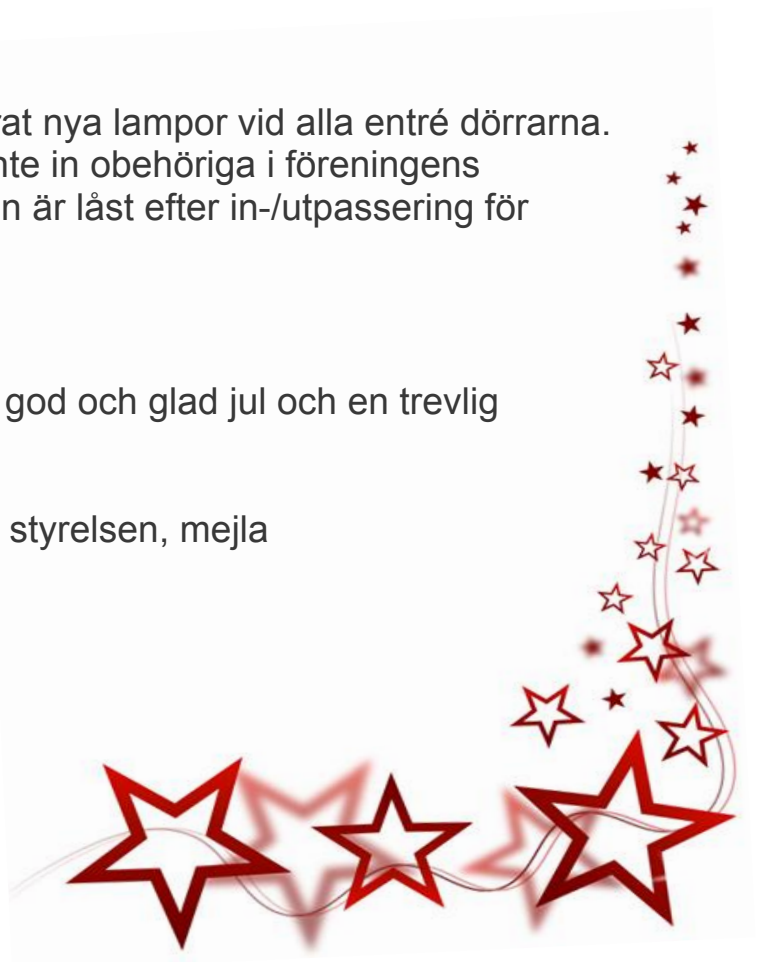 rat nya lampor vid alla entré dörrarna.
nte in obehöriga i föreningens
n är låst efter in-/utpassering för
god och glad jul och en trevlig
styrelsen, mejla